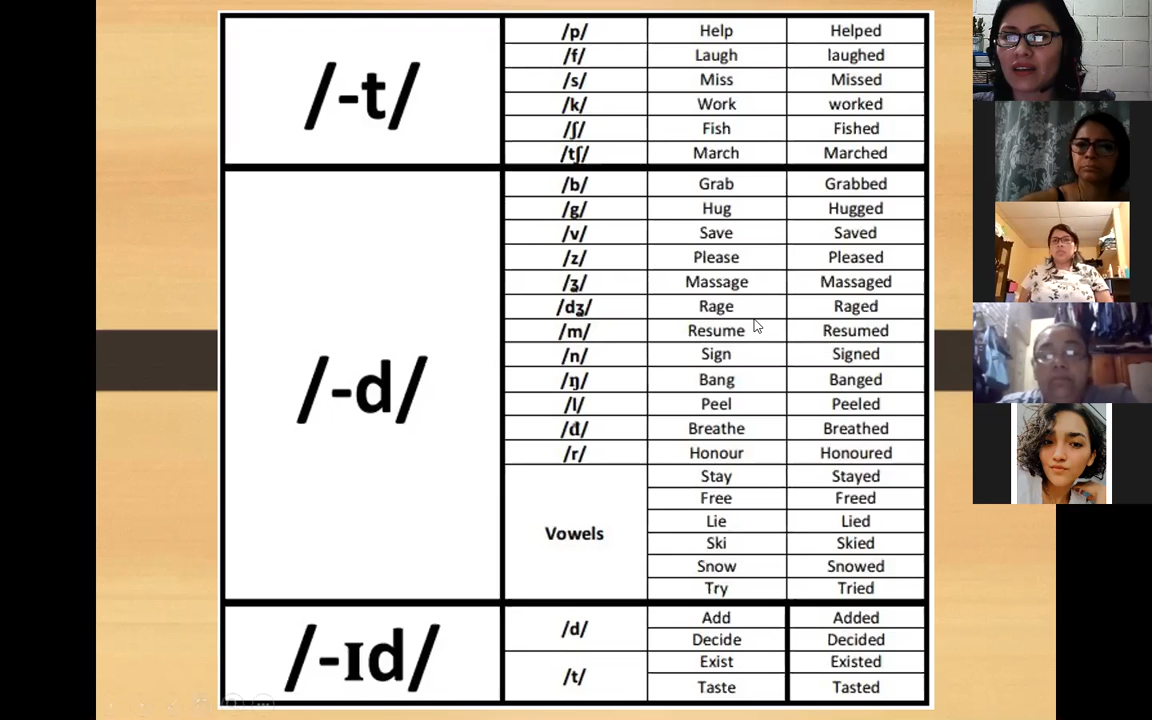 /-t/
/p/ Help Helped
/f/ Laugh laughed
/s/ Miss Missed
/k/ Work worked
/ʃ/ Fish Fished
/tʃ/ March Marched
/-d/
/b/ Grab Grabbed
/g/ Hug Hugged
/v/ Save Saved
/z/ Please Pleased
/ʒ/ Massage Massaged
/dʒ/ Rage Raged
/m/ Resume Resumed
/n/ Sign Signed
/ŋ/ Bang Banged
/l/ Peel Peeled
/đ/ Breathe Breathed
/r/ Honour Honoured
Vowels
Stay Stayed
Free Freed
Lie Lied
Ski Skied
Snow Snowed
Try Tried
/-ɪd/
/d/
Add Added
Decide Decided
/t/
Exist Existed
Taste Tasted